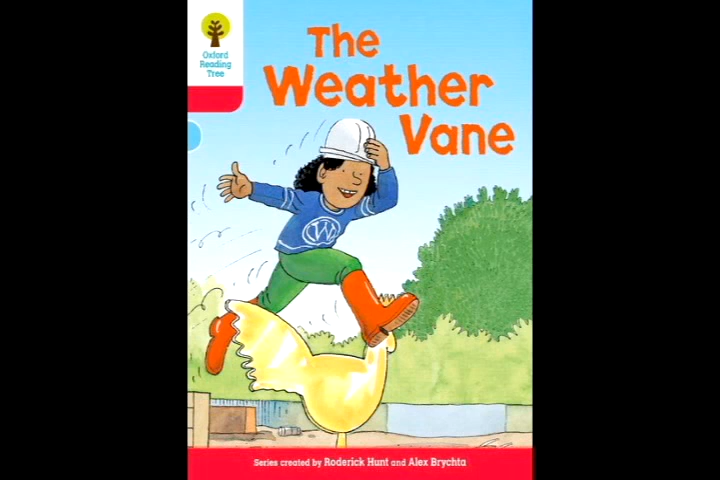 Oxford
Reading
Tree
The
Weather
Vane
W
Series created by Roderick Hunt and Alex Brychta